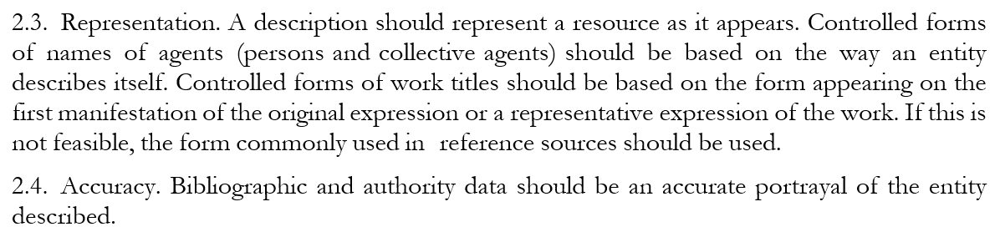 2.3. Representation. A description should represent a resource as it appears. Controlled forms
of names of agents (persons and collective agents) should be based on the way an entity
describes itself. Controlled forms of work titles should be based on the form appearing on the
first manifestation of the original expression or a representative expression of the work. If this is
not feasible, the form commonly used in reference sources should be used.
2.4. Accuracy. Bibliographic and authority data should be an accurate portrayal of the entity
described.